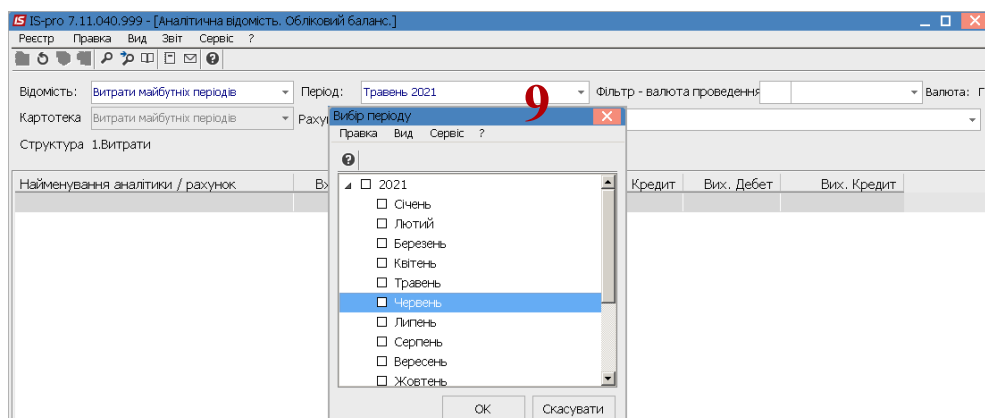 IS-pro 7.11.040.999 - [Аналітична відомість. Обліковий баланс.]
Реєстр Правка Вид Звіт Сервіс ?
Відомість: Витрати майбутніх періодів Період: Травень 2021 Фільтр - валюта проведення Валюта: Г
Картотека Витрати майбутніх періодів Раху
Структура 1.Витрати
Найменування аналітики / рахунок Вх Кредит Вих. Дебет Вих. Кредит
9
Вибір періоду
Правка Вид Сервіс ?
2021
Січень
Лютий
Березень
Квітень
Травень
Червень
Липень
Серпень
Вересень
Жовтень
OK Скасувати